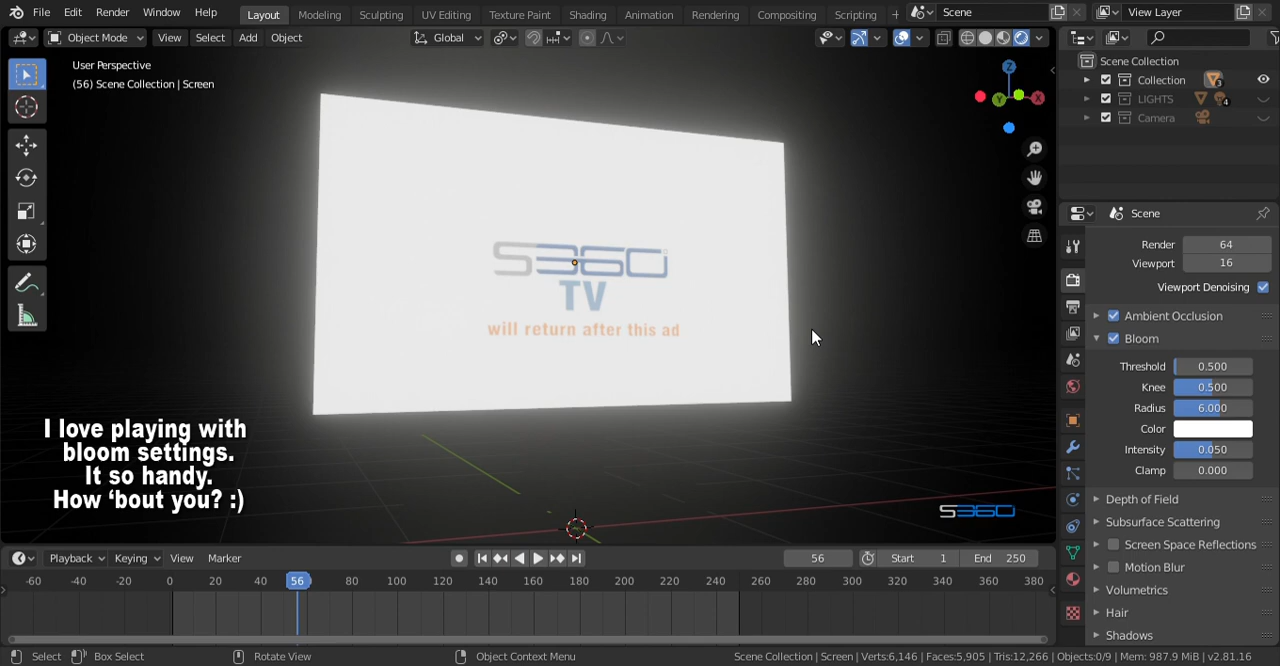 File Edit Render Window Help Layout Modeling Sculpting UV Editing Texture Paint Shading Animation Rendering Compositing Scripting + Scene View Layer
Object Mode View Select Add Object Global
User Perspective
(56) Scene Collection | Screen
Z
Y X
S360
TV
will return after this ad
I love playing with
bloom settings.
It so handy.
How ‘bout you? :)
S360
Scene Collection
Collection 3
LIGHTS 4
Camera
Scene
Render 64
Viewport 16
Viewport Denoising
Ambient Occlusion
Bloom
Threshold 0.500
Knee 0.500
Radius 6.000
Color
Intensity 0.050
Clamp 0.000
Depth of Field
Subsurface Scattering
Screen Space Reflections
Motion Blur
Volumetrics
Hair
Shadows
Playback Keying View Marker 56 Start 1 End 250
-60 -40 -20 0 20 40 56 80 100 120 140 160 180 200 220 240 260 280 300 320 340 360 380
Select Box Select Rotate View Object Context Menu Scene Collection | Screen | Verts:6,146 | Faces:5,905 | Tris:12,266 | Objects:0/9 | Mem: 987.9 MiB | v2.81.16